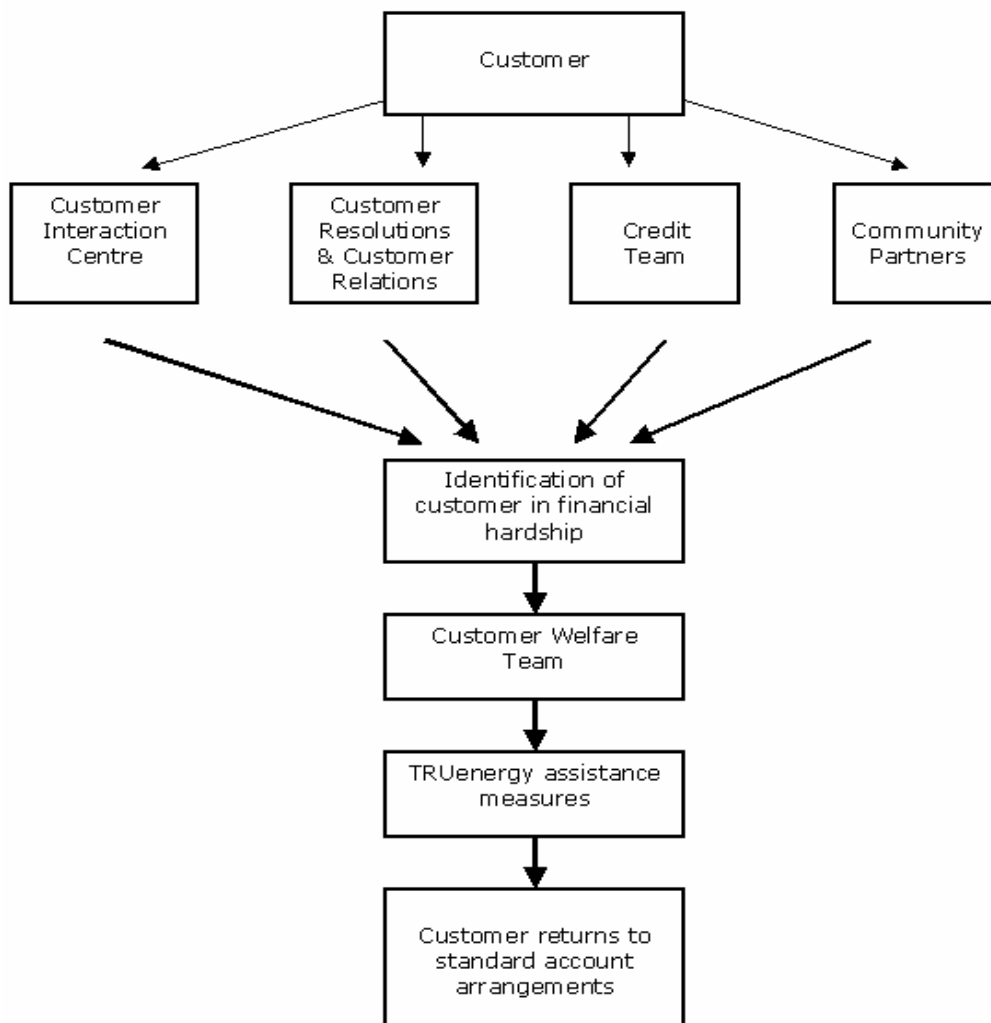 Customer
Customer
Interaction
Centre
Customer
Resolutions
& Customer
Relations
Credit
Team
Community
Partners
Identification of
customer in financial
hardship
Customer Welfare
Team
TRUenergy assistance
measures
Customer returns to
standard account
arrangements